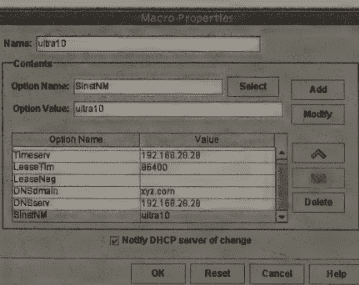 Macro Properties
Name: ultra10
Contents
Option Name: SinstNM Select Add
Option Value: ultra10 Modify
Option Name Value
Timeserv 192.168.28.28
LeaseTim 86400
LeaseNeg
DNSdmain xyz.com
DNSserv 192.168.28.28
SinstNM ultra10
Delete
Notify DHCP server of change
OK Reset Cancel Help